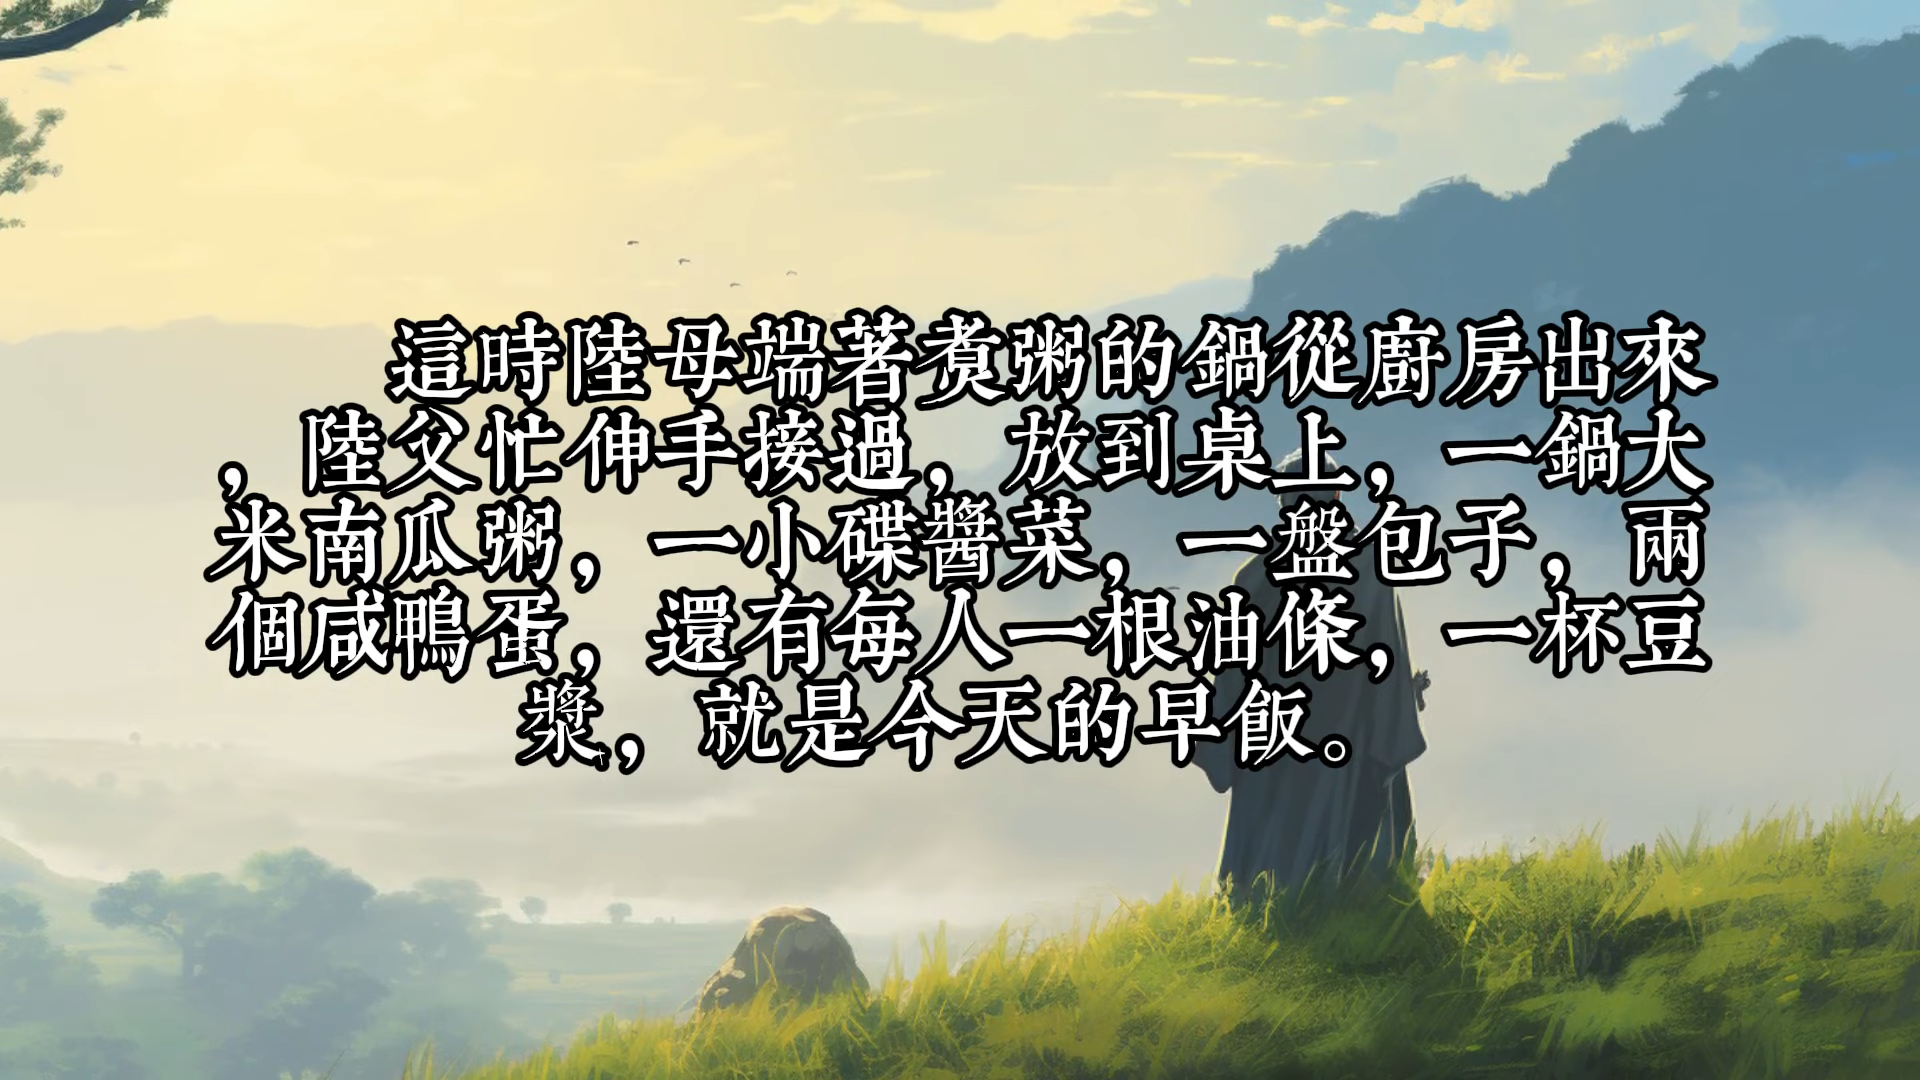 這時陸母端著煮粥的鍋從廚房出來
，陸父忙伸手接過，放到桌上，一鍋大
米南瓜粥，一小碟醬菜，一盤包子，兩
個咸鴨蛋，還有每人一根油條，一杯豆
漿，就是今天的早飯。